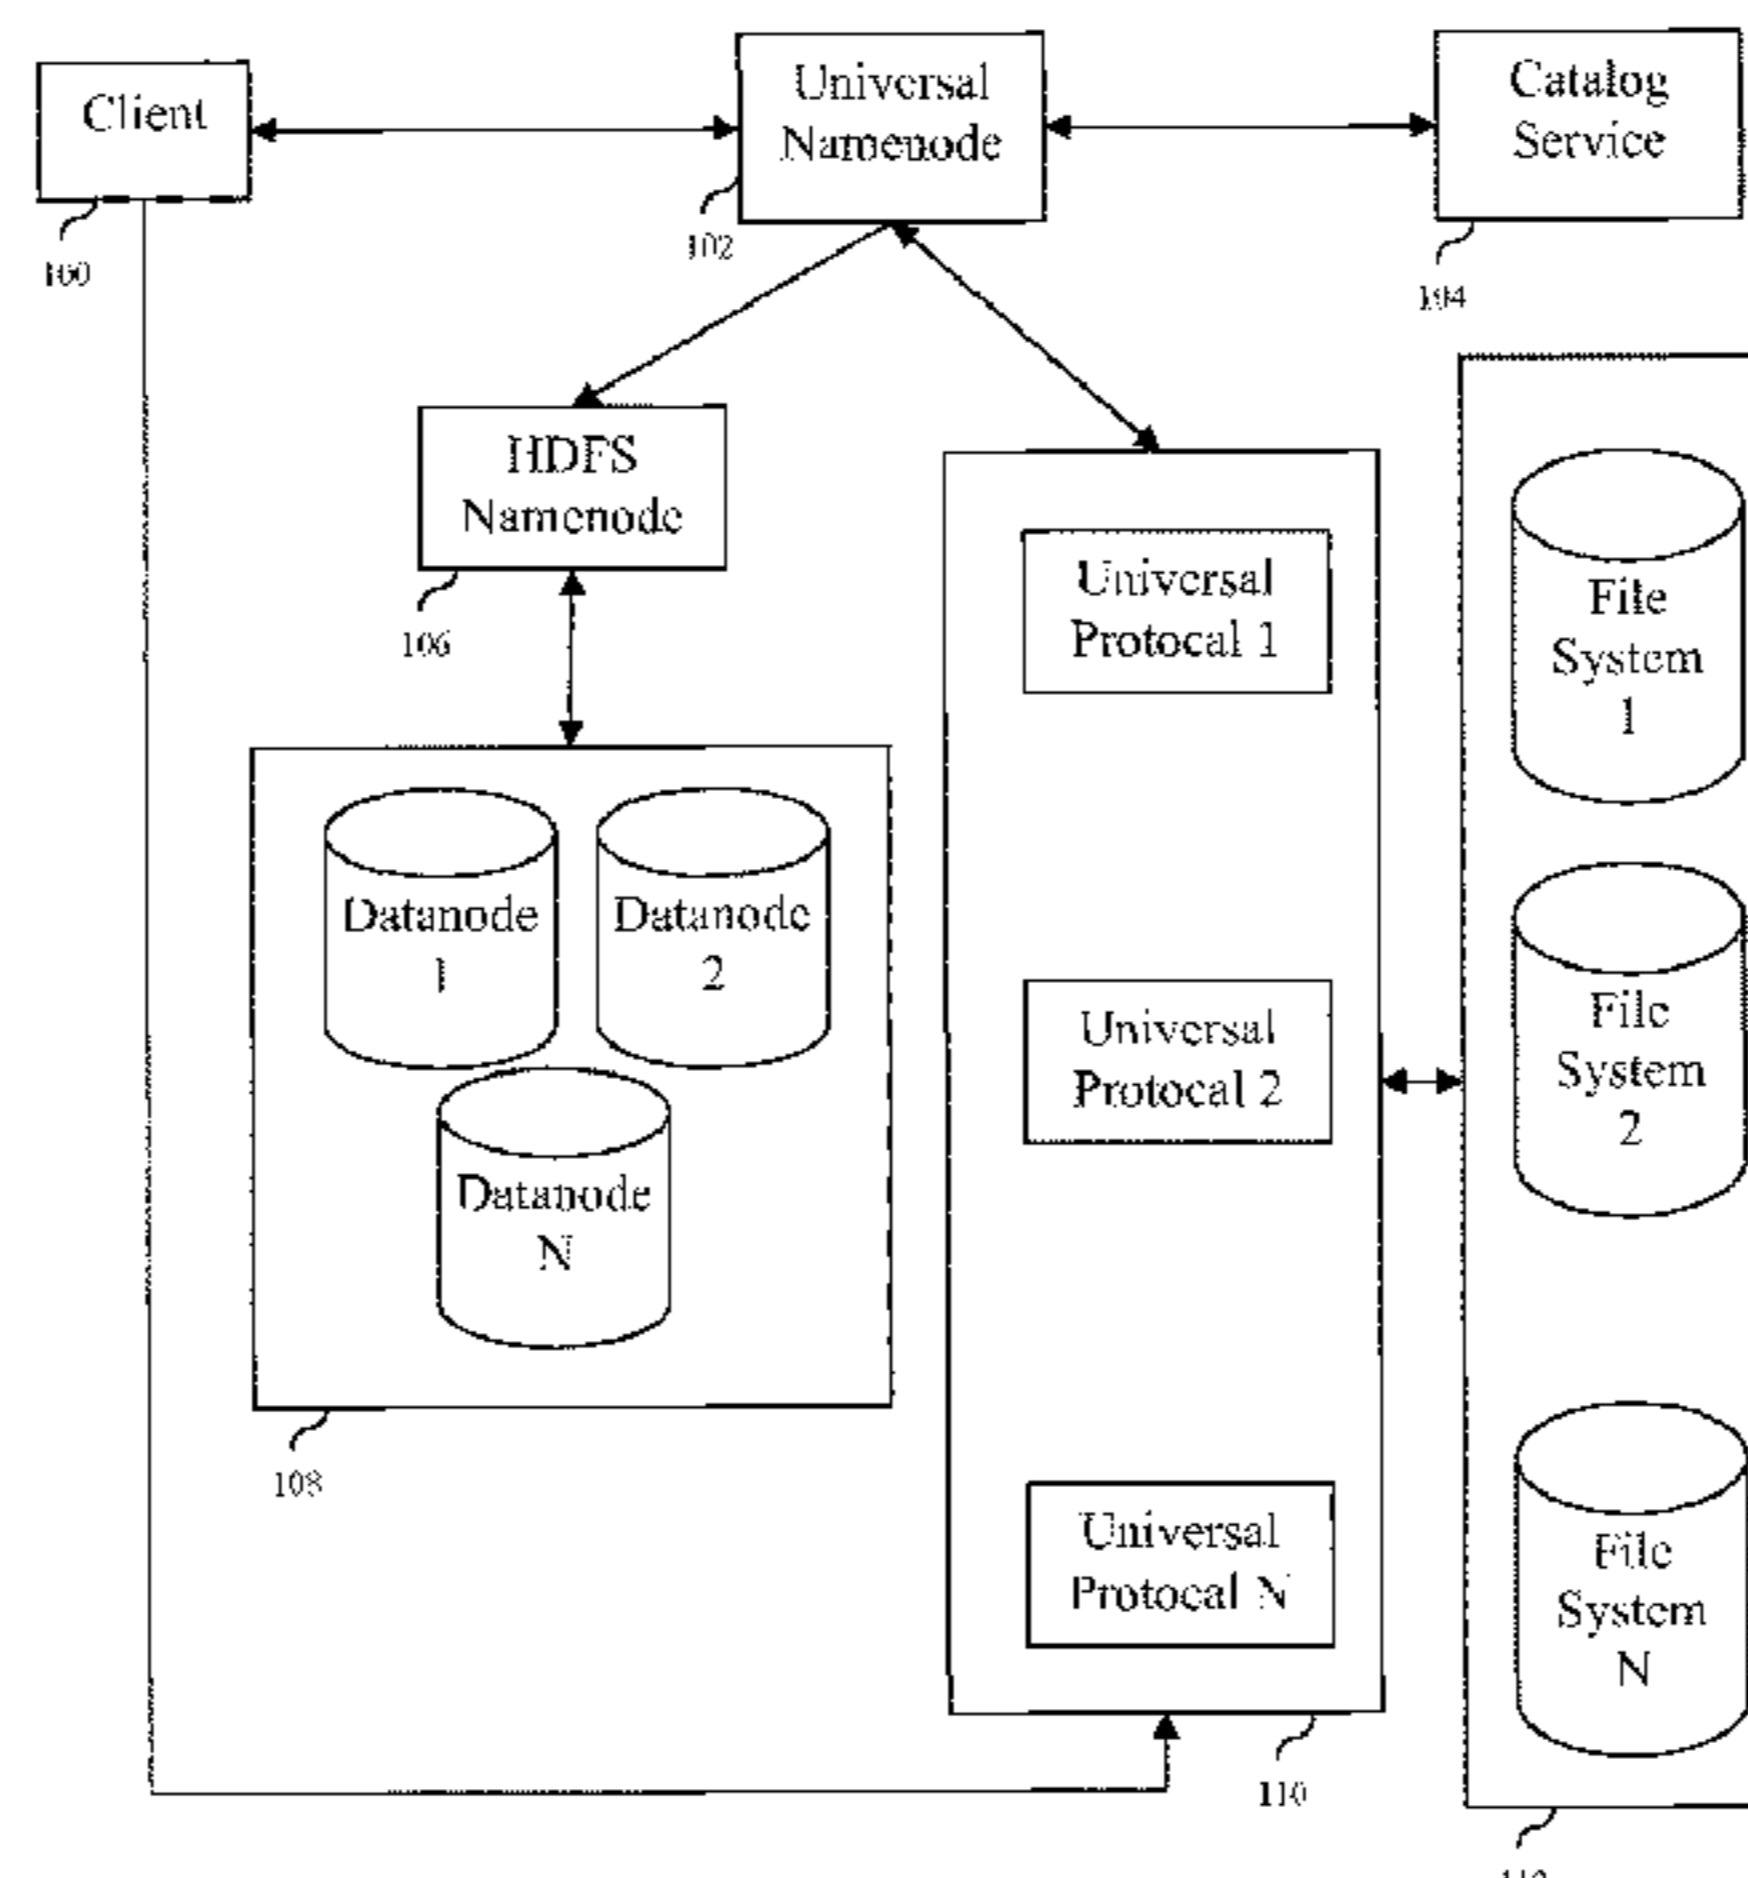 Client
Universal
Namenode
Catalog
Service
100
102
104
HDFS
Namenode
106
Universal
Protocal 1
File
System
1
Datanode
1
Datanode
2
Universal
Protocal 2
File
System
2
Datanode
N
108
Universal
Protocal N
File
System
N
110